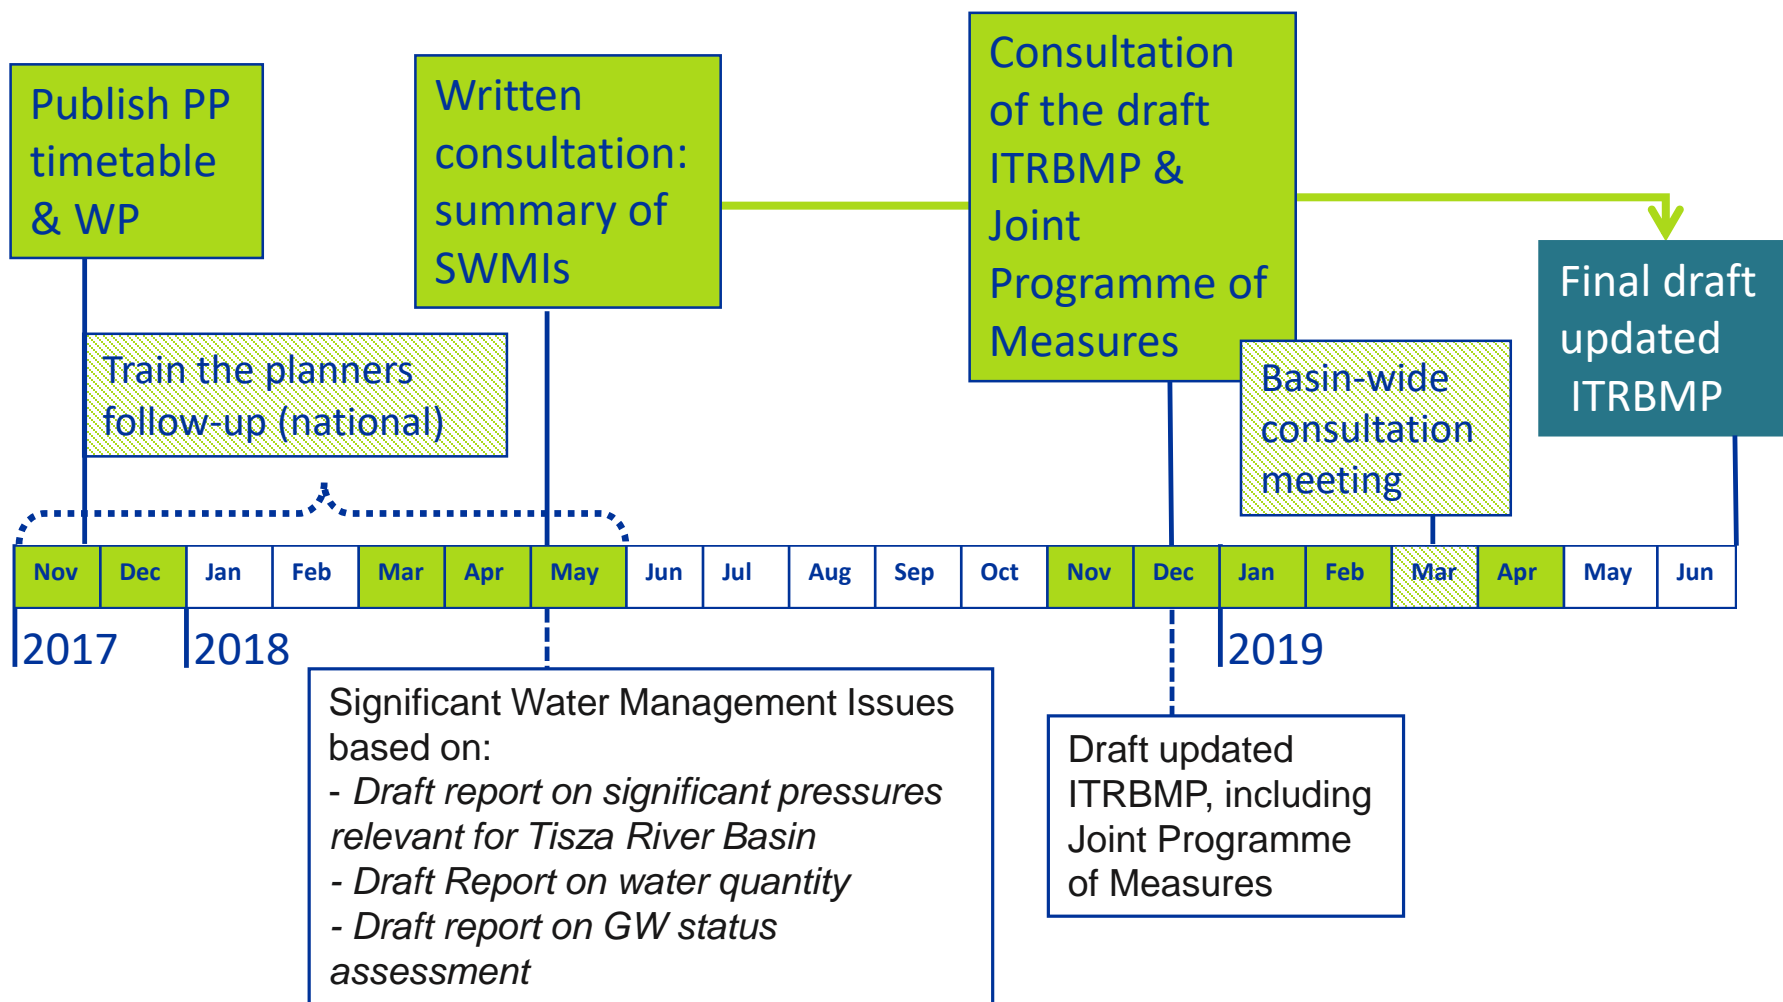 Publish PP
timetable
& WP
Written
consultation:
summary of
SWMIs
Consultation
of the draft
ITRBMP &
Joint
Programme of
Measures
Final draft
updated
ITRBMP
Train the planners
follow-up (national)
Basin-wide
consultation
meeting
Nov Dec Jan Feb Mar Apr May Jun Jul Aug Sep Oct Nov Dec Jan Feb Mar Apr May Jun
2017 2018 2019
Significant Water Management Issues
based on:
- Draft report on significant pressures
relevant for Tisza River Basin
- Draft Report on water quantity
- Draft report on GW status
assessment
Draft updated
ITRBMP, including
Joint Programme
of Measures